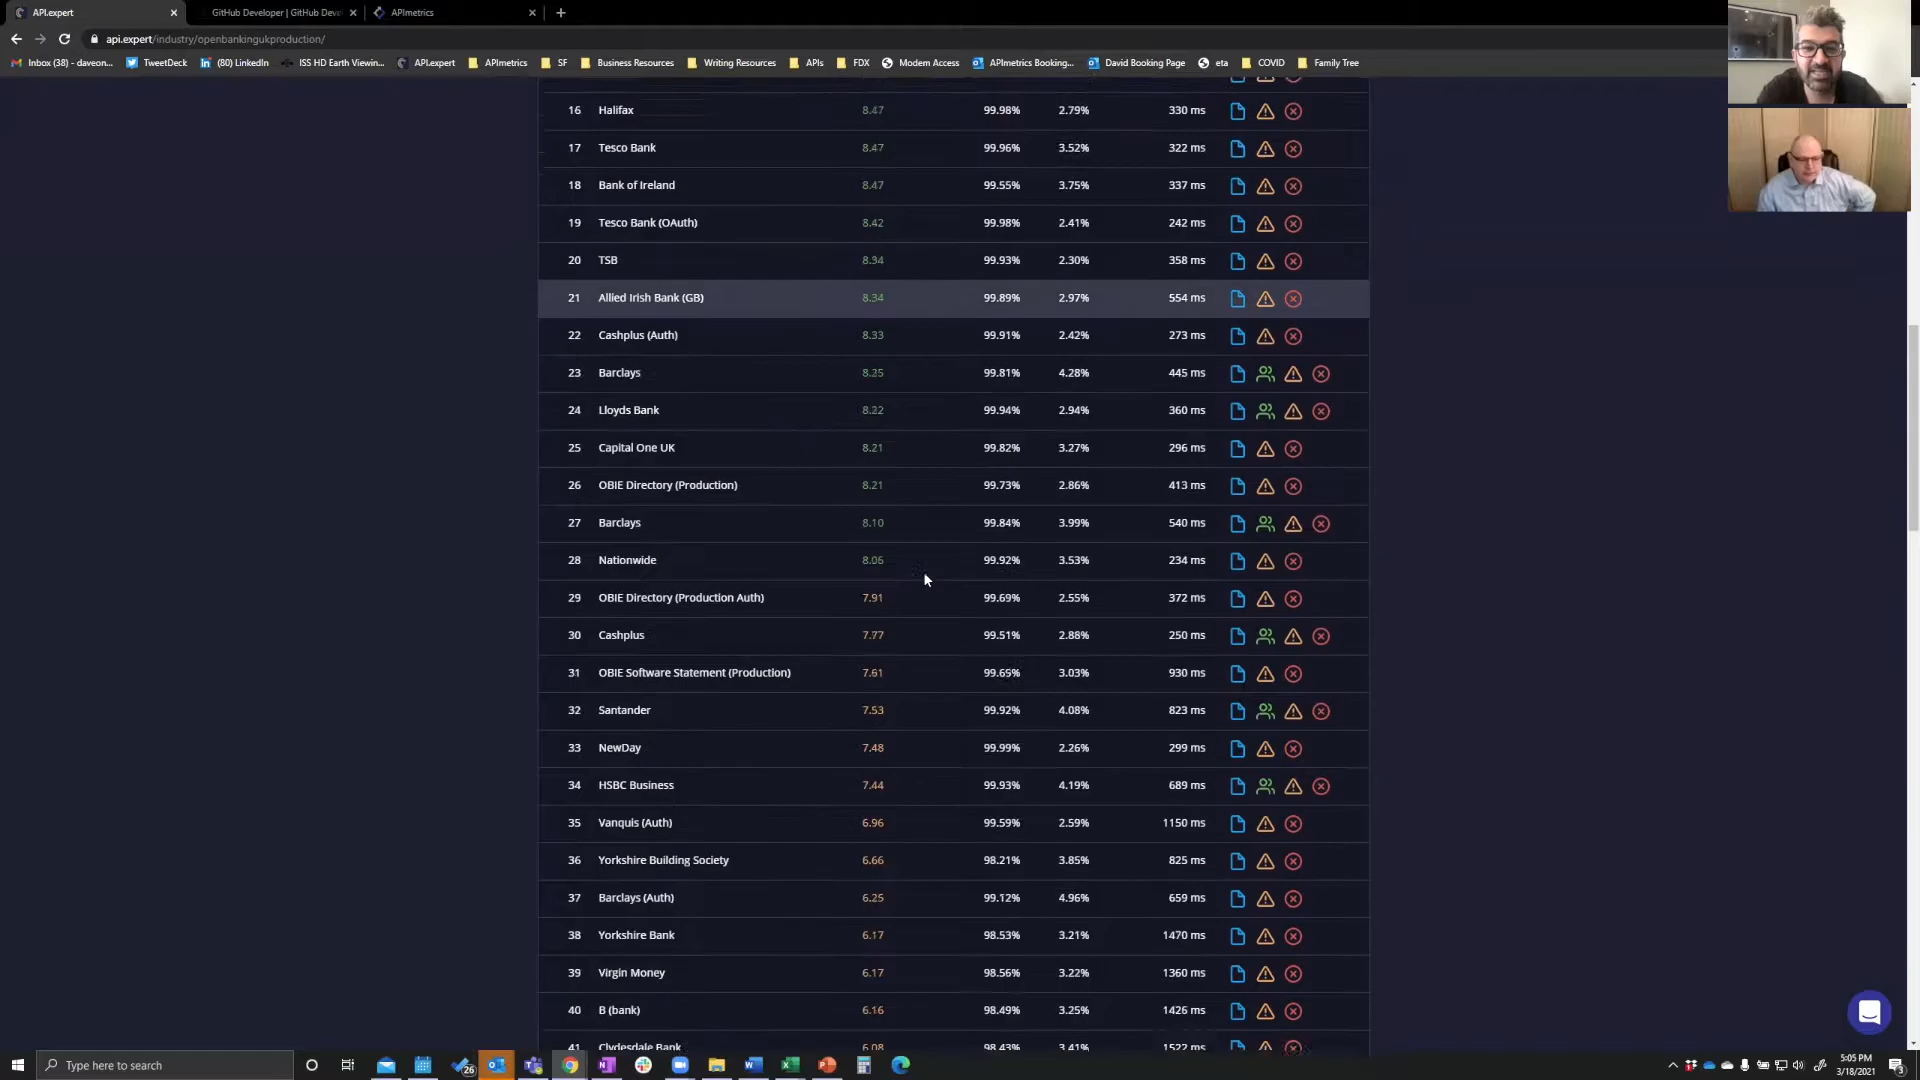 API.expert
GitHub Developer | GitHub Dev
APImetrics
api.expert/industry/openbankingukproduction/
Inbox (38) - daveon... TweetDeck (80) LinkedIn ISS HD Earth Viewin... API.expert APImetrics SF Business Resources Writing Resources APIs FDX Modem Access APImetrics Booking... David Booking Page eta COVID Family Tree
16 Halifax 8.47 99.98% 2.79% 330 ms
17 Tesco Bank 8.47 99.96% 3.52% 322 ms
18 Bank of Ireland 8.47 99.55% 3.75% 337 ms
19 Tesco Bank (OAuth) 8.42 99.98% 2.41% 242 ms
20 TSB 8.34 99.93% 2.30% 358 ms
21 Allied Irish Bank (GB) 8.34 99.89% 2.97% 554 ms
22 Cashplus (Auth) 8.33 99.91% 2.42% 273 ms
23 Barclays 8.25 99.81% 4.28% 445 ms
24 Lloyds Bank 8.22 99.94% 2.94% 360 ms
25 Capital One UK 8.21 99.82% 3.27% 296 ms
26 OBIE Directory (Production) 8.21 99.73% 2.86% 413 ms
27 Barclays 8.10 99.84% 3.99% 540 ms
28 Nationwide 8.06 99.92% 3.53% 234 ms
29 OBIE Directory (Production Auth) 7.91 99.69% 2.55% 372 ms
30 Cashplus 7.77 99.51% 2.88% 250 ms
31 OBIE Software Statement (Production) 7.61 99.69% 3.03% 930 ms
32 Santander 7.53 99.92% 4.08% 823 ms
33 NewDay 7.48 99.99% 2.26% 299 ms
34 HSBC Business 7.44 99.93% 4.19% 689 ms
35 Vanquis (Auth) 6.96 99.59% 2.59% 1150 ms
36 Yorkshire Building Society 6.66 98.21% 3.85% 825 ms
37 Barclays (Auth) 6.25 99.12% 4.96% 659 ms
38 Yorkshire Bank 6.17 98.53% 3.21% 1470 ms
39 Virgin Money 6.17 98.56% 3.22% 1360 ms
40 B (bank) 6.16 98.49% 3.25% 1426 ms
41 Clydesdale Bank 6.08 98.43% 3.41% 1522 ms
Type here to search
26
5:05 PM
3/18/2021
3